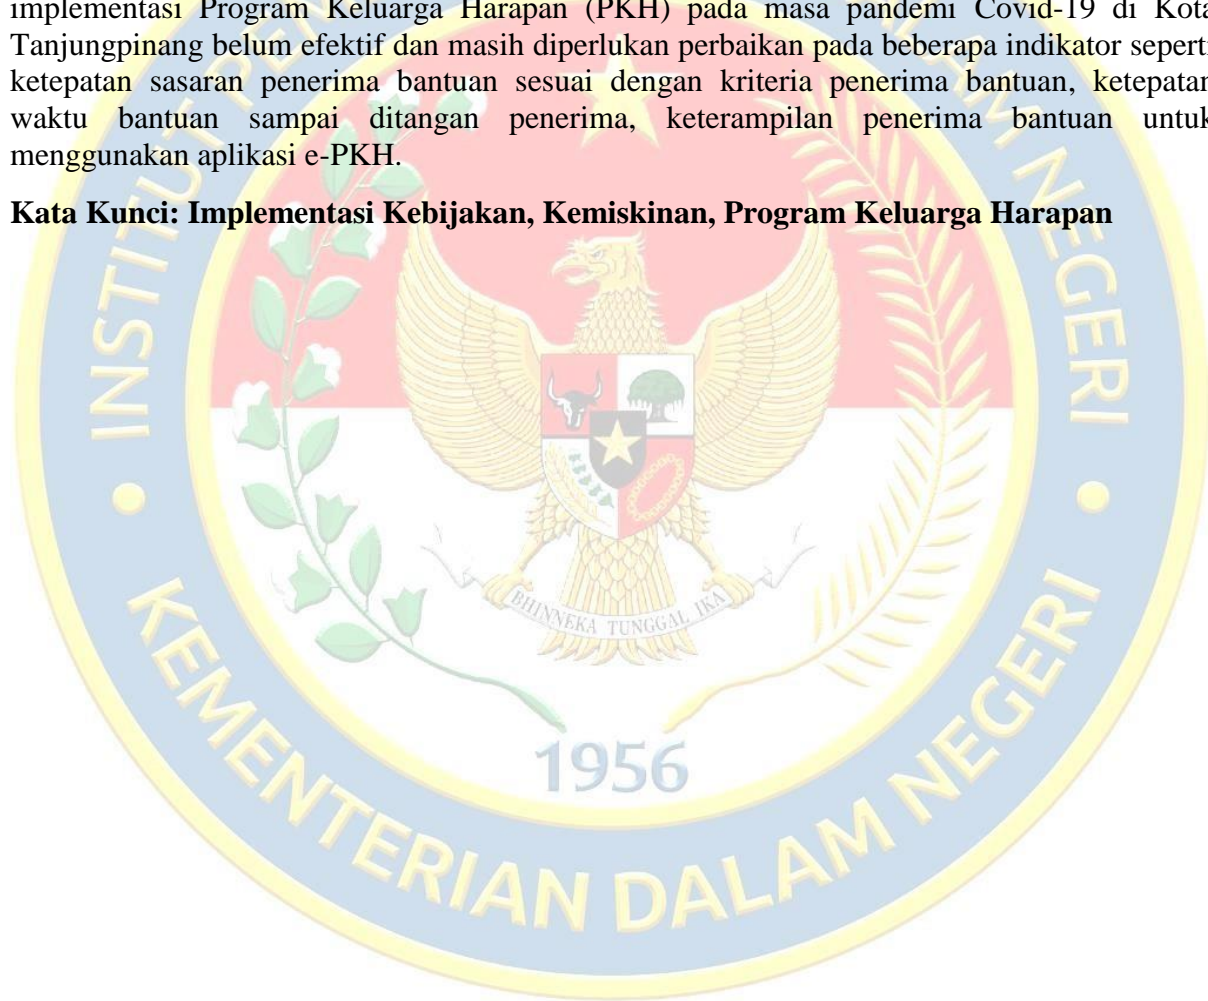 implementasi Program Keluarga Harapan (PKH) pada masa pandemi Covid-19 di Kota
Tanjungpinang belum efektif dan masih diperlukan perbaikan pada beberapa indikator seperti
ketepatan sasaran penerima bantuan sesuai dengan kriteria penerima bantuan, ketepatan
waktu bantuan sampai ditangan penerima, keterampilan penerima bantuan untuk
menggunakan aplikasi e-PKH.
Kata Kunci: Implementasi Kebijakan, Kemiskinan, Program Keluarga Harapan
INSTITUT
DALAM NEGERI
BHINNEKA TUNGGAL IKA
1956
KEMENTERIAN DALAM NEGERI